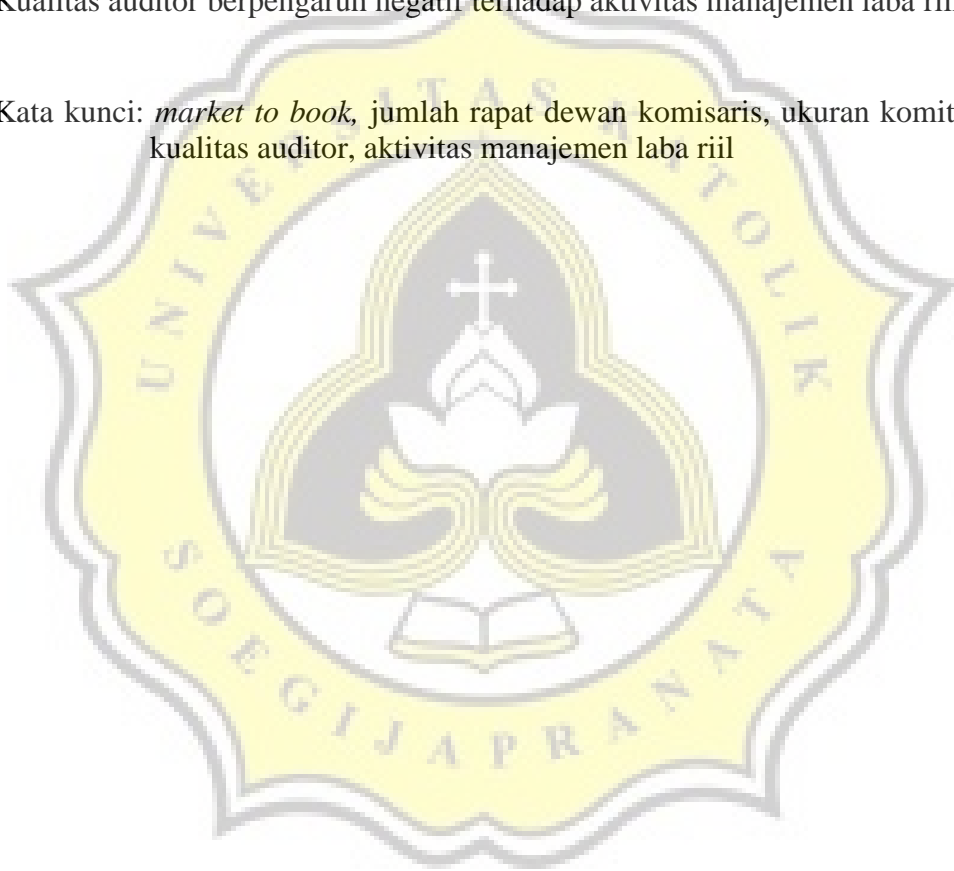 Kualitas auditor berpengaruh negatif terhadap aktivitas manajemen laba riil
Kata kunci: market to book, jumlah rapat dewan komisaris, ukuran komit
kualitas auditor, aktivitas manajemen laba riil
UNIVERSITAS KATOLIK
SOEGIJAPRANATA